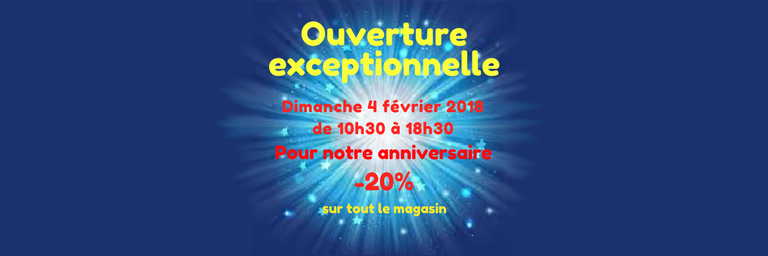 Ouverture
exceptionnelle
Dimanche 4 février 2018
de 10h30 à 18h30
Pour notre anniversaire
-20%
sur tout le magasin